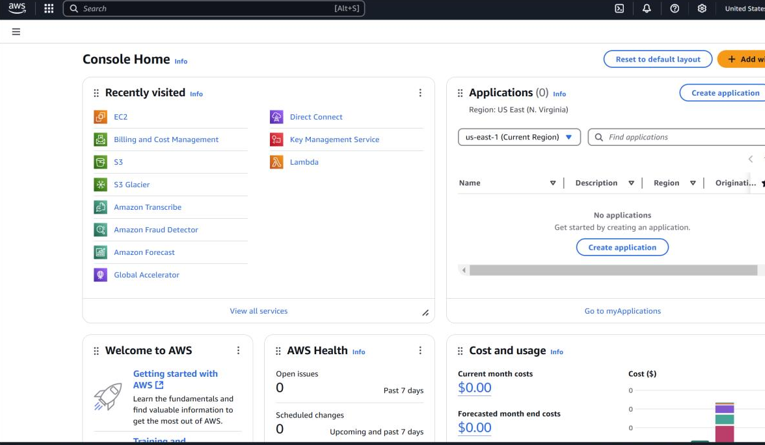 aws
Search [Alt+S]
United State
Console Home Info
Reset to default layout
+ Add w
Recently visited Info
EC2
Billing and Cost Management
S3
S3 Glacier
Amazon Transcribe
Amazon Fraud Detector
Amazon Forecast
Global Accelerator
Direct Connect
Key Management Service
Lambda
View all services
Applications (0) Info
Create application
Region: US East (N. Virginia)
us-east-1 (Current Region)
Find applications
Name Description Region Originati...
No applications
Get started by creating an application.
Create application
Go to myApplications
Welcome to AWS
Getting started with
AWS
Learn the fundamentals and
find valuable information to
get the most out of AWS.
Training and
AWS Health Info
Open issues
0 Past 7 days
Scheduled changes
0 Upcoming and past 7 days
Cost and usage Info
Current month costs
$0.00
Forecasted month end costs
$0.00
Cost ($)
0
0
0
0